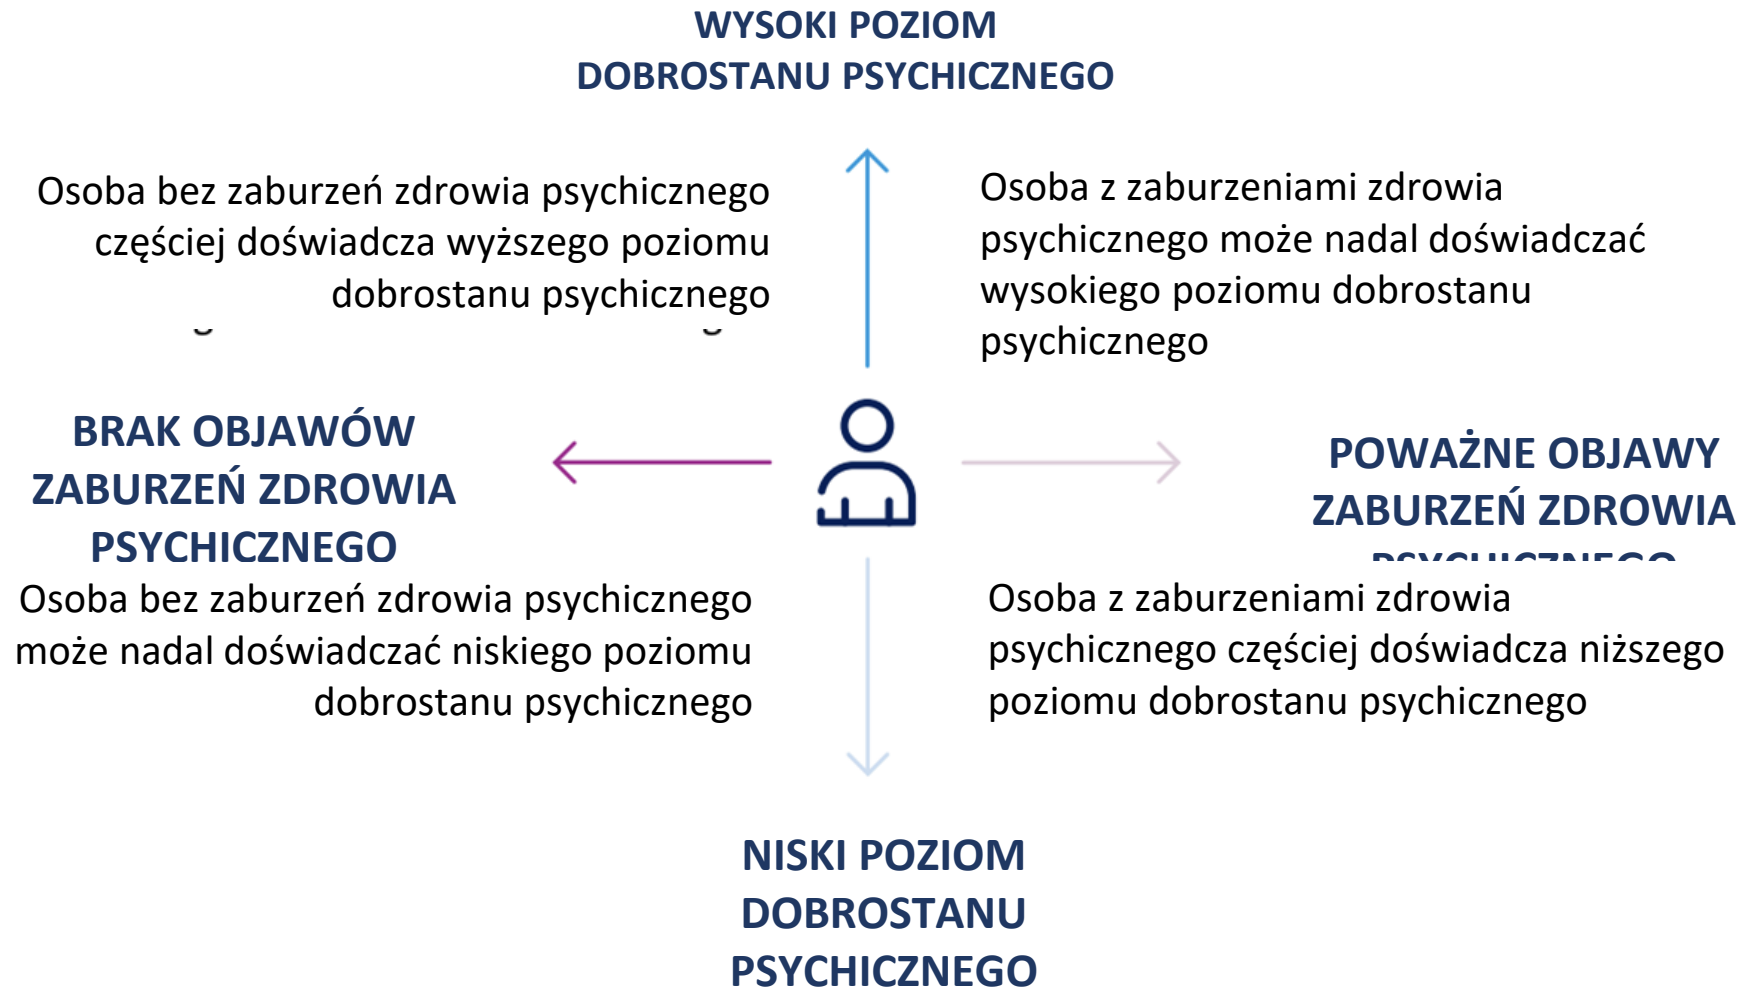 WYSOKI POZIOM
DOBROSTANU PSYCHICZNEGO
Osoba bez zaburzeń zdrowia psychicznego
częściej doświadcza wyższego poziomu
dobrostanu psychicznego
Osoba z zaburzeniami zdrowia
psychicznego może nadal doświadczać
wysokiego poziomu dobrostanu
psychicznego
BRAK OBJAWÓW
ZABURZEŃ ZDROWIA
PSYCHICZNEGO
POWAŻNE OBJAWY
ZABURZEŃ ZDROWIA
PSYCHICZNEGO
Osoba bez zaburzeń zdrowia psychicznego
może nadal doświadczać niskiego poziomu
dobrostanu psychicznego
Osoba z zaburzeniami zdrowia
psychicznego częściej doświadcza niższego
poziomu dobrostanu psychicznego
NISKI POZIOM
DOBROSTANU
PSYCHICZNEGO